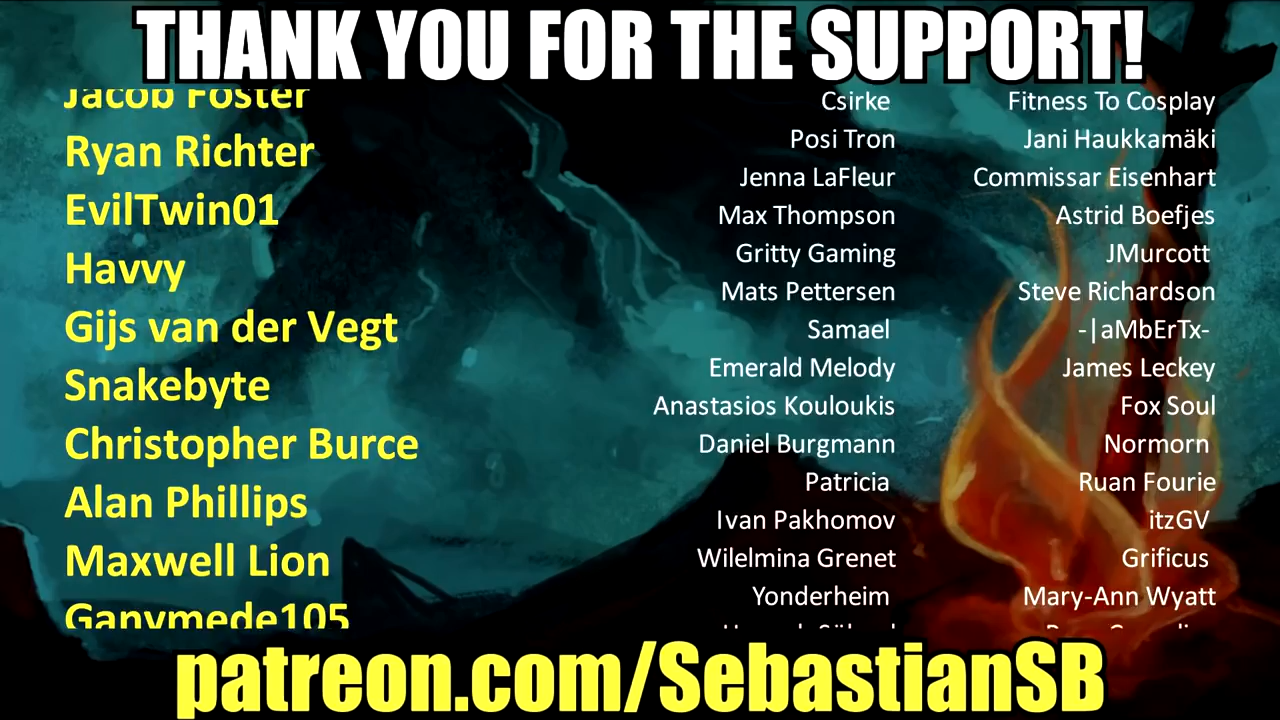 THANK YOU FOR THE SUPPORT!
Jacob Foster
Ryan Richter
EvilTwin01
Havvy
Gijs van der Vegt
Snakebyte
Christopher Burce
Alan Phillips
Maxwell Lion
Ganymede105
Csirke
Posi Tron
Jenna LaFleur
Max Thompson
Gritty Gaming
Mats Pettersen
Samael
Emerald Melody
Anastasios Kouloukis
Daniel Burgmann
Patricia
Ivan Pakhomov
Wilelmina Grenet
Yonderheim
Fitness To Cosplay
Jani Haukkamäki
Commissar Eisenhart
Astrid Boefjes
JMurcott
Steve Richardson
-|aMbErTx-
James Leckey
Fox Soul
Normorn
Ruan Fourie
itzGV
Grificus
Mary-Ann Wyatt
patreon.com/SebastianSB